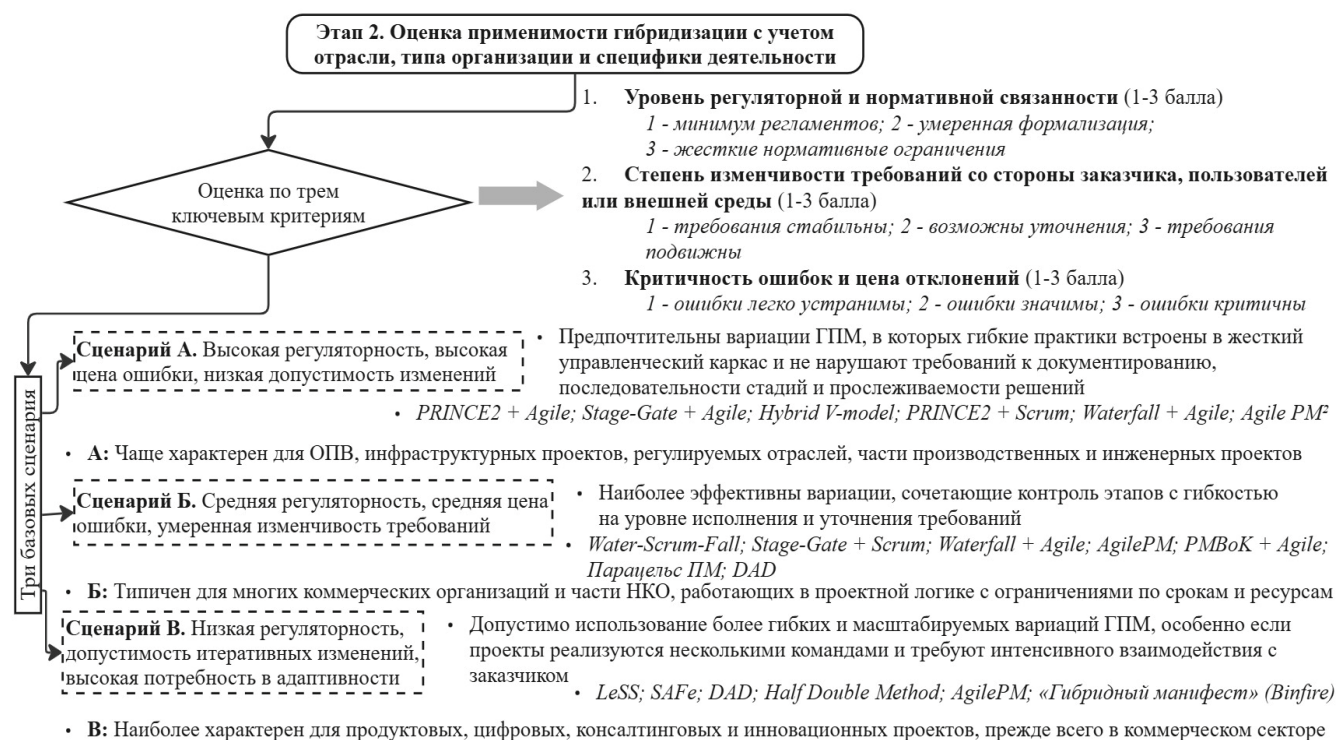 Этап 2. Оценка применимости гибридизации с учетом
отрасли, типа организации и специфики деятельности
Оценка по трем
ключевым критериям
1. Уровень регуляторной и нормативной связанности (1-3 балла)
1 - минимум регламентов; 2 - умеренная формализация;
3 - жесткие нормативные ограничения
2. Степень изменчивости требований со стороны заказчика, пользователей
или внешней среды (1-3 балла)
1 - требования стабильны; 2 - возможны уточнения; 3 - требования
подвижны
3. Критичность ошибок и цена отклонений (1-3 балла)
1 - ошибки легко устранимы; 2 - ошибки значимы; 3 - ошибки критичны
Три базовых сценария
Сценарий А. Высокая регуляторность, высокая
цена ошибки, низкая допустимость изменений
• Предпочтительны вариации ГПМ, в которых гибкие практики встроены в жесткий
управленческий каркас и не нарушают требований к документированию,
последовательности стадий и прослеживаемости решений
• PRINCE2 + Agile; Stage-Gate + Agile; Hybrid V-model; PRINCE2 + Scrum; Waterfall + Agile; Agile PM²
• А: Чаще характерен для ОПВ, инфраструктурных проектов, регулируемых отраслей, части производственных и инженерных проектов
Сценарий Б. Средняя регуляторность, средняя цена
ошибки, умеренная изменчивость требований
• Наиболее эффективны вариации, сочетающие контроль этапов с гибкостью
на уровне исполнения и уточнения требований
• Water-Scrum-Fall; Stage-Gate + Scrum; Waterfall + Agile; AgilePM; PMBoK + Agile;
Парацельс ПМ; DAD
• Б: Типичен для многих коммерческих организаций и части НКО, работающих в проектной логике с ограничениями по срокам и ресурсам
Сценарий В. Низкая регуляторность,
допустимость итеративных изменений,
высокая потребность в адаптивности
• Допустимо использование более гибких и масштабируемых вариаций ГПМ, особенно если
проекты реализуются несколькими командами и требуют интенсивного взаимодействия с
заказчиком
• LeSS; SAFe; DAD; Half Double Method; AgilePM; «Гибридный манифест» (Binfire)
• В: Наиболее характерен для продуктовых, цифровых, консалтинговых и инновационных проектов, прежде всего в коммерческом секторе